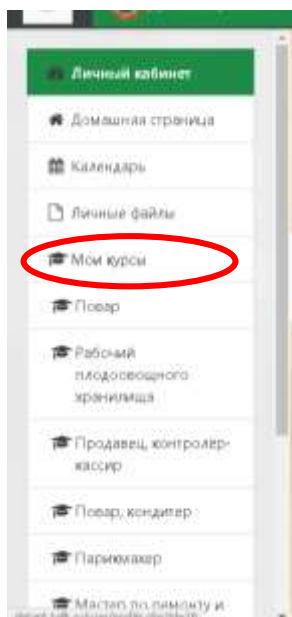 Личный кабинет
Домашняя страница
Календарь
Личные файлы
Мои курсы
Повар
Рабочий
плодоовощного
хранилища
Продавец, контролёр-
кассир
Повар, кондитер
Парикмахер
Мастер по ремонту и